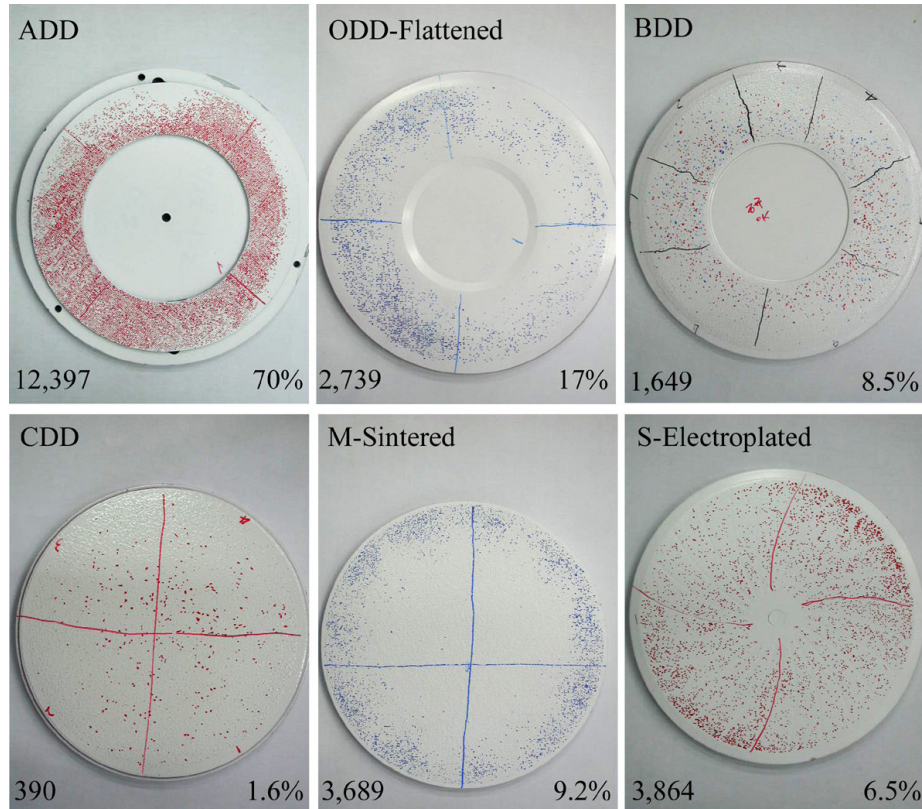 ADD
12,397 70%
ODD-Flattened
2,739 17%
BDD
1,649 8.5%
CDD
390 1.6%
M-Sintered
3,689 9.2%
S-Electroplated
3,864 6.5%